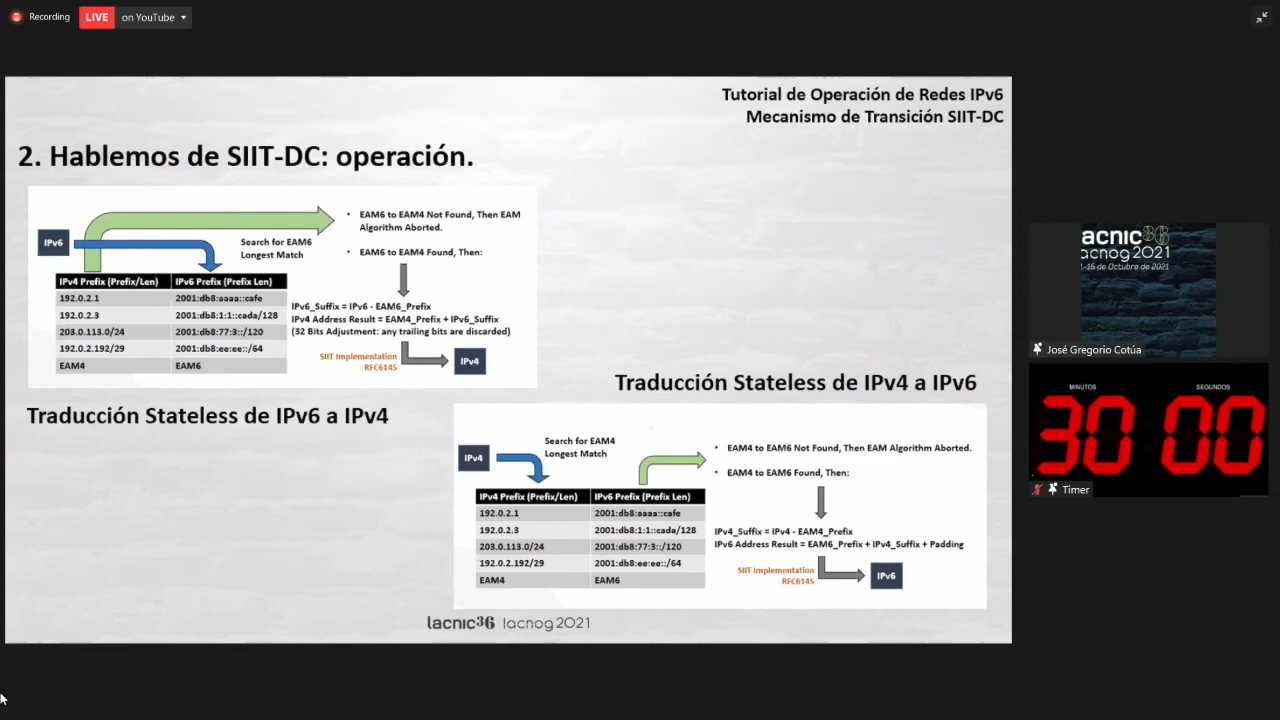 Recording
LIVE on YouTube
Tutorial de Operación de Redes IPv6
Mecanismo de Transición SIIT-DC
2. Hablemos de SIIT-DC: operación.
IPv6
Search for EAM6
Longest Match
• EAM6 to EAM4 Not Found, Then EAM
Algorithm Aborted.
• EAM6 to EAM4 Found, Then:
IPv4 Prefix (Prefix/Len) IPv6 Prefix (Prefix Len)
192.0.2.1 2001:db8:aaaa::cafe
192.0.2.3 2001:db8:1:1::cada/128
203.0.113.0/24 2001:db8:77:3::/120
192.0.2.192/29 2001:db8:ee:ee::/64
EAM4 EAM6
IPv6_Suffix = IPv6 - EAM6_Prefix
IPv4 Address Result = EAM4_Prefix + IPv6_Suffix
(32 Bits Adjustment: any trailing bits are discarded)
SIIT Implementation
RFC6145
IPv4
Traducción Stateless de IPv6 a IPv4
Traducción Stateless de IPv4 a IPv6
IPv4
Search for EAM4
Longest Match
• EAM4 to EAM6 Not Found, Then EAM Algorithm Aborted.
• EAM4 to EAM6 Found, Then:
IPv4 Prefix (Prefix/Len) IPv6 Prefix (Prefix Len)
192.0.2.1 2001:db8:aaaa::cafe
192.0.2.3 2001:db8:1:1::cada/128
203.0.113.0/24 2001:db8:77:3::/120
192.0.2.192/29 2001:db8:ee:ee::/64
EAM4 EAM6
IPv4_Suffix = IPv4 - EAM4_Prefix
IPv6 Address Result = EAM6_Prefix + IPv4_Suffix + Padding
SIIT Implementation
RFC6145
IPv6
lacnic36 lacnog2021
acnic36
lacnog2021
1-15 de Octubre de 2021
José Gregorio Cotúa
MINUTOS SEGUNDOS
30 00
Timer